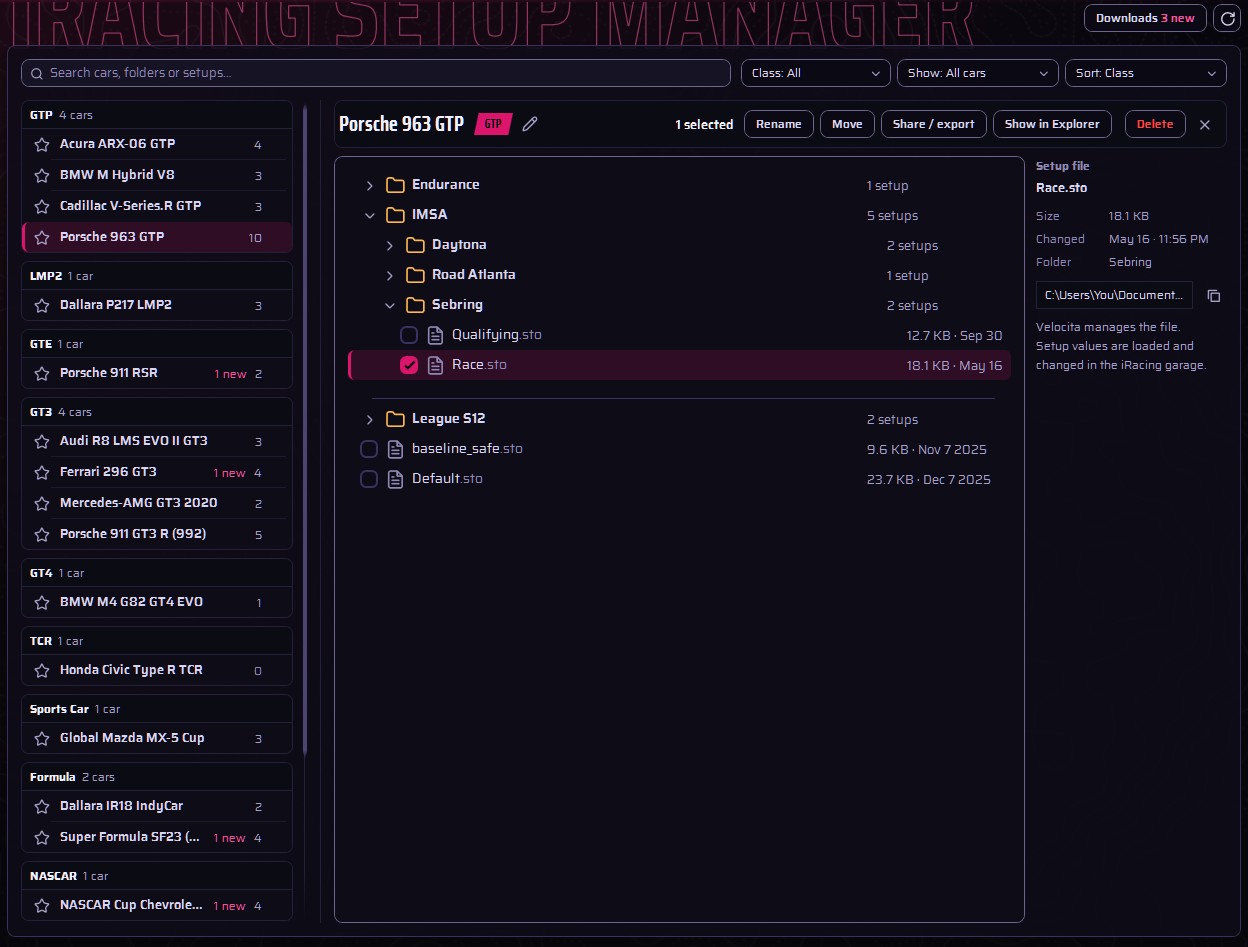 IRACING SETUP MANAGER
Downloads 3 new
Search cars, folders or setups...
Class: All
Show: All cars
Sort: Class
GTP 4 cars
Acura ARX-06 GTP 4
BMW M Hybrid V8 3
Cadillac V-Series.R GTP 3
Porsche 963 GTP 10
LMP2 1 car
Dallara P217 LMP2 3
GTE 1 car
Porsche 911 RSR 1 new 2
GT3 4 cars
Audi R8 LMS EVO II GT3 3
Ferrari 296 GT3 1 new 4
Mercedes-AMG GT3 2020 2
Porsche 911 GT3 R (992) 5
GT4 1 car
BMW M4 G82 GT4 EVO 1
TCR 1 car
Honda Civic Type R TCR 0
Sports Car 1 car
Global Mazda MX-5 Cup 3
Formula 2 cars
Dallara IR18 IndyCar 2
Super Formula SF23 (... 1 new 4
NASCAR 1 car
NASCAR Cup Chevrole... 1 new 4
Porsche 963 GTP GTP
1 selected
Rename
Move
Share / export
Show in Explorer
Delete
Endurance 1 setup
IMSA 5 setups
Daytona 2 setups
Road Atlanta 1 setup
Sebring 2 setups
Qualifying.sto 12.7 KB · Sep 30
Race.sto 18.1 KB · May 16
League S12 2 setups
baseline_safe.sto 9.6 KB · Nov 7 2025
Default.sto 23.7 KB · Dec 7 2025
Setup file
Race.sto
Size 18.1 KB
Changed May 16 · 11:56 PM
Folder Sebring
C:\Users\You\Document...
Velocita manages the file.
Setup values are loaded and
changed in the iRacing garage.